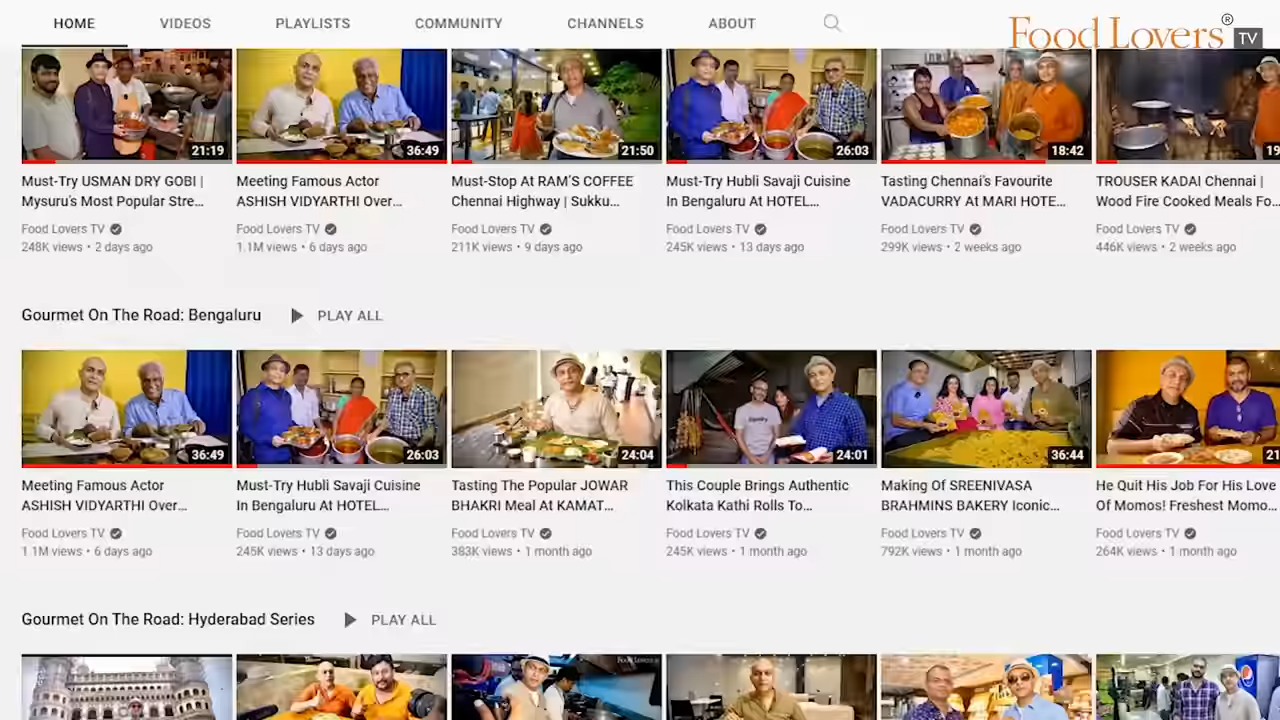 HOME VIDEOS PLAYLISTS COMMUNITY CHANNELS ABOUT
Food Lovers® TV
21:19 36:49 21:50 26:03 18:42 19
Must-Try USMAN DRY GOBI |
Mysuru's Most Popular Stre…
Food Lovers TV
248K views • 2 days ago
Meeting Famous Actor
ASHISH VIDYARTHI Over…
Food Lovers TV
1.1M views • 6 days ago
Must-Stop At RAM'S COFFEE
Chennai Highway | Sukku…
Food Lovers TV
211K views • 9 days ago
Must-Try Hubli Savaji Cuisine
In Bengaluru At HOTEL…
Food Lovers TV
245K views • 13 days ago
Tasting Chennai's Favourite
VADACURRY At MARI HOTE…
Food Lovers TV
299K views • 2 weeks ago
TROUSER KADAI Chennai |
Wood Fire Cooked Meals Fo…
Food Lovers TV
446K views • 2 weeks ago
Gourmet On The Road: Bengaluru PLAY ALL
36:49 26:03 24:04 24:01 36:44 21
Meeting Famous Actor
ASHISH VIDYARTHI Over…
Food Lovers TV
1.1M views • 6 days ago
Must-Try Hubli Savaji Cuisine
In Bengaluru At HOTEL…
Food Lovers TV
245K views • 13 days ago
Tasting The Popular JOWAR
BHAKRI Meal At KAMAT…
Food Lovers TV
383K views • 1 month ago
This Couple Brings Authentic
Kolkata Kathi Rolls To…
Food Lovers TV
245K views • 1 month ago
Making Of SREENIVASA
BRAHMINS BAKERY Iconic…
Food Lovers TV
792K views • 1 month ago
He Quit His Job For His Love
Of Momos! Freshest Momo…
Food Lovers TV
264K views • 1 month ago
Gourmet On The Road: Hyderabad Series PLAY ALL
Food Lovers